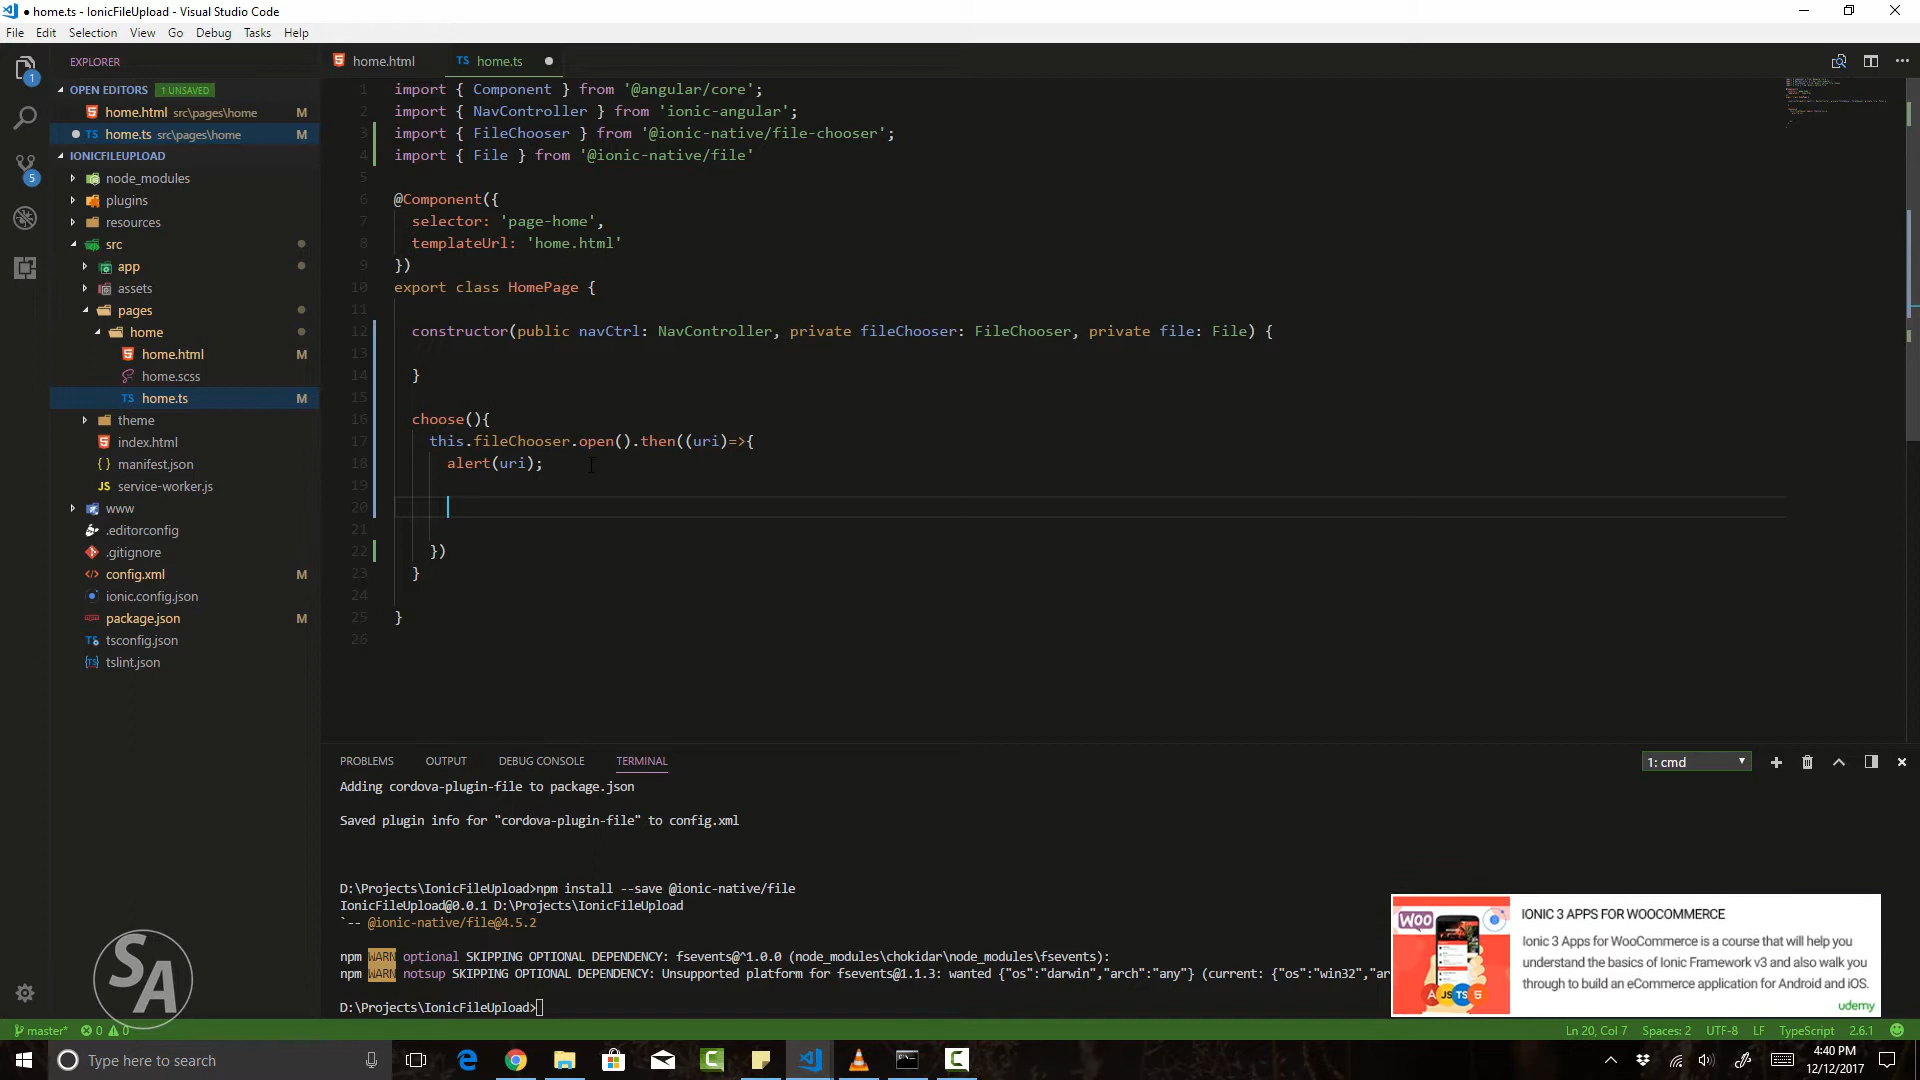 ● home.ts - IonicFileUpload - Visual Studio Code
File Edit Selection View Go Debug Tasks Help
EXPLORER
OPEN EDITORS 1 UNSAVED
home.html src\pages\home M
TS home.ts src\pages\home M
IONICFILEUPLOAD
node_modules
plugins
resources
src
app
assets
pages
home
home.html M
home.scss
TS home.ts M
theme
index.html
manifest.json
JS service-worker.js
www
.editorconfig
.gitignore
config.xml M
ionic.config.json
package.json M
tsconfig.json
tslint.json
1
5
home.html TS home.ts ●
1 import { Component } from '@angular/core';
2 import { NavController } from 'ionic-angular';
3 import { FileChooser } from '@ionic-native/file-chooser';
4 import { File } from '@ionic-native/file'
5
6 @Component({
7 selector: 'page-home',
8 templateUrl: 'home.html'
9 })
10 export class HomePage {
11
12 constructor(public navCtrl: NavController, private fileChooser: FileChooser, private file: File) {
13
14 }
15
16 choose(){
17 this.fileChooser.open().then((uri)=>{
18 alert(uri);
19
20
21
22 })
23 }
24
25 }
26
PROBLEMS OUTPUT DEBUG CONSOLE TERMINAL 1: cmd
Adding cordova-plugin-file to package.json
Saved plugin info for "cordova-plugin-file" to config.xml
D:\Projects\IonicFileUpload>npm install --save @ionic-native/file
IonicFileUpload@0.0.1 D:\Projects\IonicFileUpload
`-- @ionic-native/file@4.5.2
npm WARN optional SKIPPING OPTIONAL DEPENDENCY: fsevents@^1.0.0 (node_modules\chokidar\node_modules\fsevents):
npm WARN notsup SKIPPING OPTIONAL DEPENDENCY: Unsupported platform for fsevents@1.1.3: wanted {"os":"darwin","arch":"any"} (current: {"os":"win32","ar
D:\Projects\IonicFileUpload>
WOO
A JS TS 5
IONIC 3 APPS FOR WOOCOMMERCE
Ionic 3 Apps for WooCommerce is a course that will help you
understand the basics of Ionic Framework v3 and also walk you
through to build an eCommerce application for Android and iOS.
udemy
SA
master* 0 0 Ln 20, Col 7 Spaces: 2 UTF-8 LF TypeScript 2.6.1
Type here to search
4:40 PM
12/12/2017